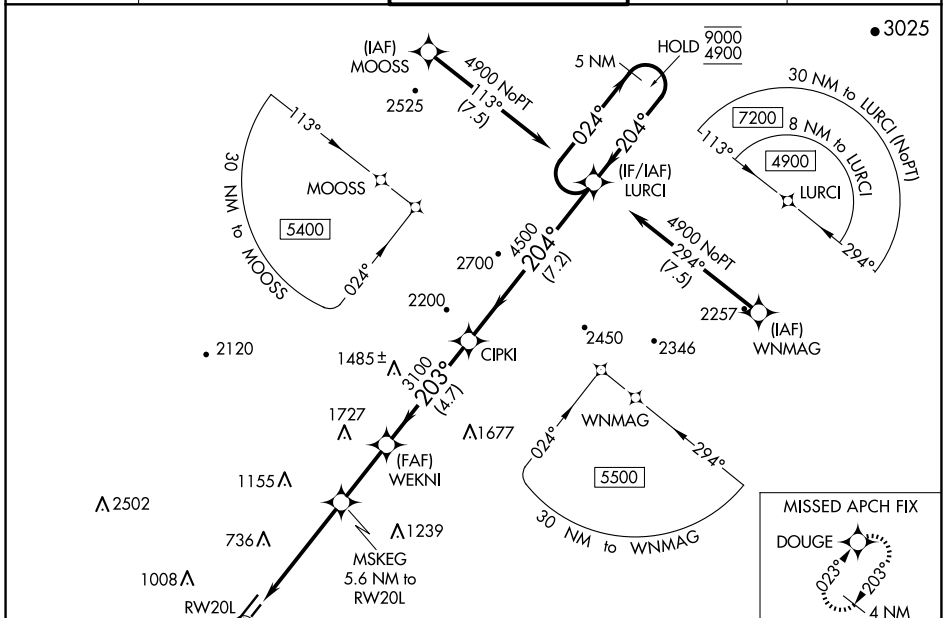 3025
(IAF)
MOOSS
4900 NoPT
113°
(7.5)
2525
5 NM
HOLD
9000
4900
024°
204°
(IF/IAF)
LURCI
30 NM to LURCI (NoPT)
7200
8 NM to LURCI
4900
113°
LURCI
294°
113°
MOOSS
30 NM to MOOSS
5400
024°
4500
204°
(7.2)
2700
4900 NoPT
294°
(7.5)
2257
(IAF)
WNMAG
2200
CIPKI
2450
2346
2120
1485±
3100
203°
(4.7)
1727
1677
(FAF)
WEKNI
WNMAG
024°
294°
5500
30 NM to WNMAG
1155
2502
736
1239
MSKEG
5.6 NM to
RW20L
1008
RW20L
MISSED APCH FIX
DOUGE
023°
203°
4 NM